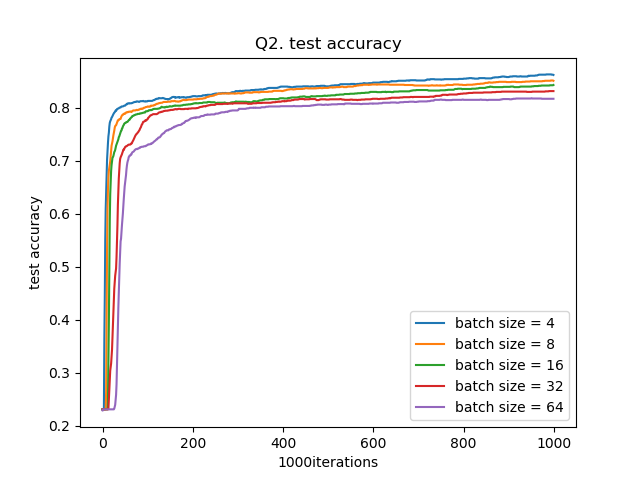 Q2. test accuracy
test accuracy
0.8
0.7
0.6
0.5
0.4
0.3
0.2
batch size = 4
batch size = 8
batch size = 16
batch size = 32
batch size = 64
0 200 400 600 800 1000
1000iterations